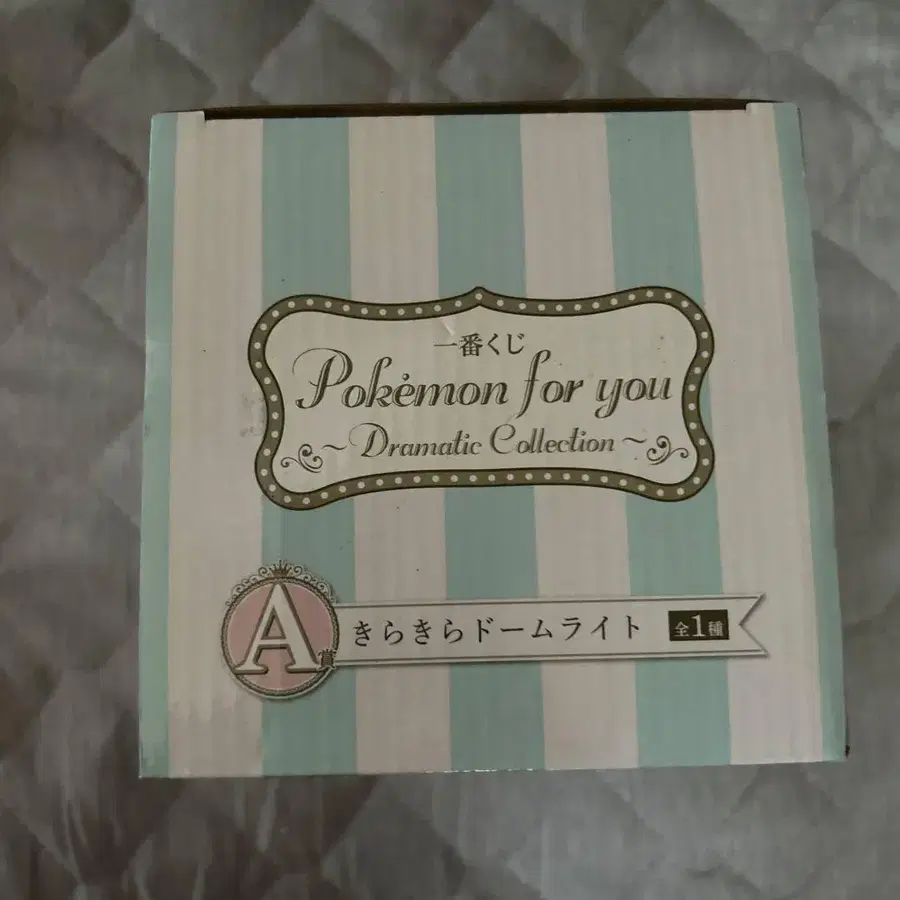 一番くじ
Pokémon for you
～Dramatic Collection～
A賞
きらきらドームライト 全1種